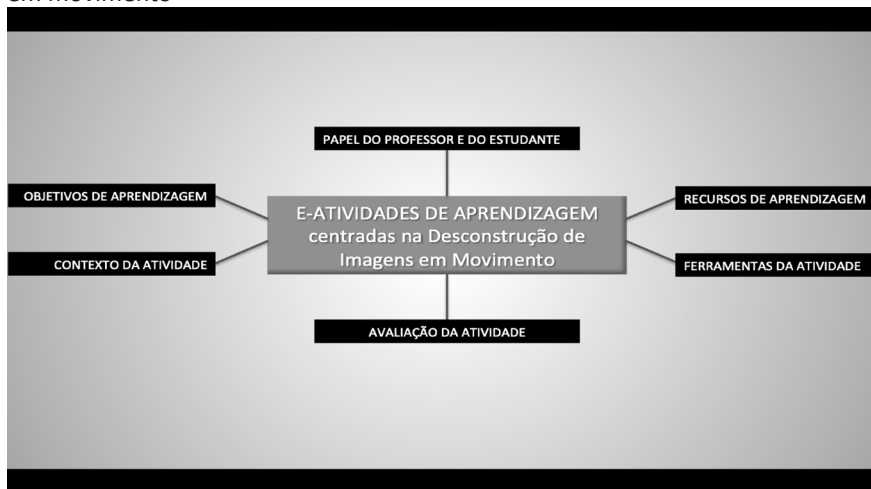 em movimento
PAPEL DO PROFESSOR E DO ESTUDANTE
OBJETIVOS DE APRENDIZAGEM
E-ATIVIDADES DE APRENDIZAGEM
centradas na Desconstrução de
Imagens em Movimento
RECURSOS DE APRENDIZAGEM
CONTEXTO DA ATIVIDADE
FERRAMENTAS DA ATIVIDADE
AVALIAÇÃO DA ATIVIDADE